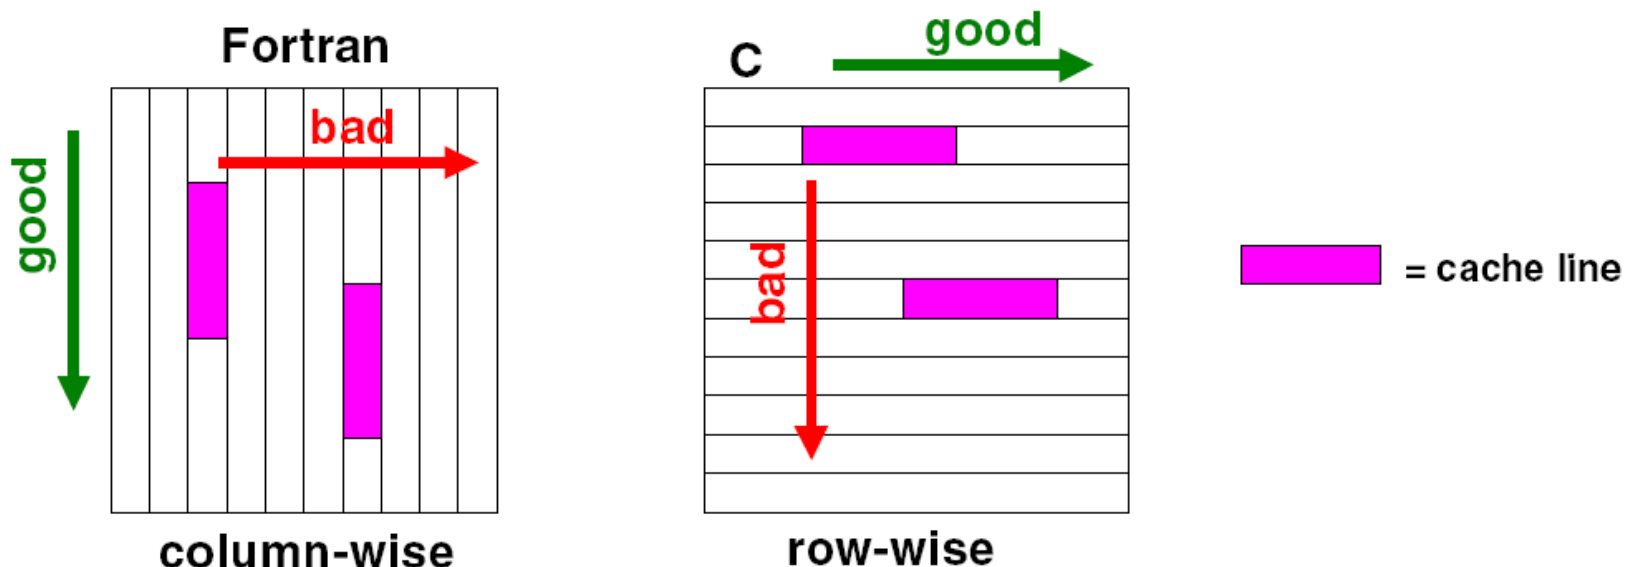 Fortran
good
bad
column-wise
C
good
bad
row-wise
= cache line